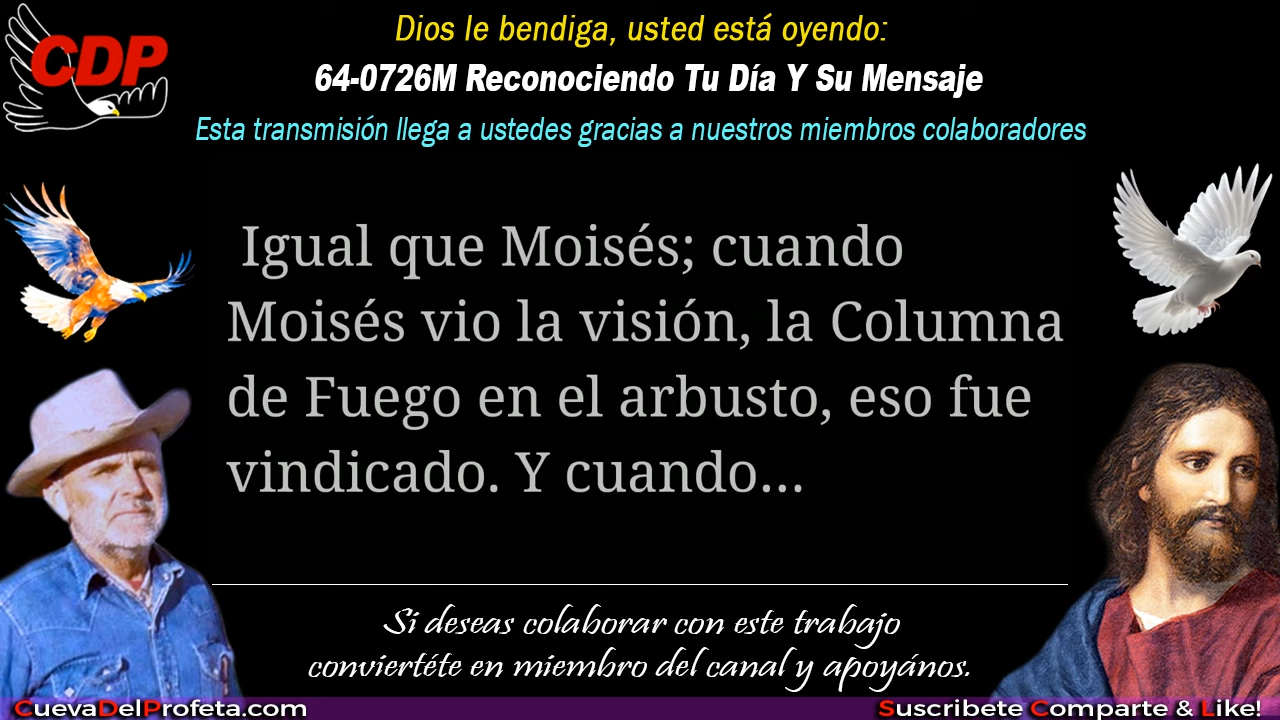 CDP
Dios le bendiga, usted está oyendo:
64-0726M Reconociendo Tu Día Y Su Mensaje
Esta transmisión llega a ustedes gracias a nuestros miembros colaboradores
Igual que Moisés; cuando
Moisés vio la visión, la Columna
de Fuego en el arbusto, eso fue
vindicado. Y cuando...
Si deseas colaborar con este trabajo
conviertéte en miembro del canal y apoyános.
CuevaDelProfeta.com
Suscribete Comparte & Like!